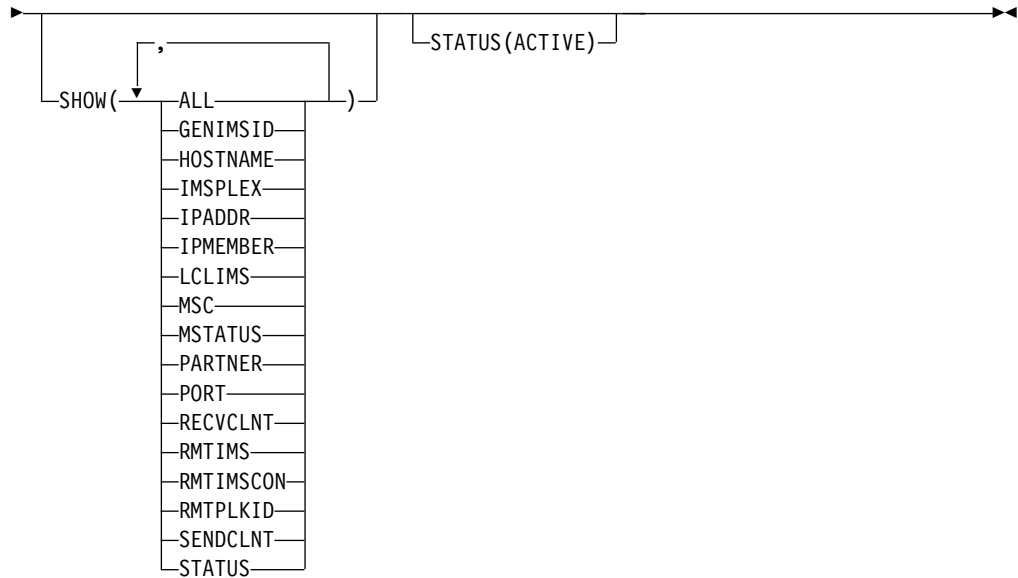 ,
STATUS(ACTIVE)
SHOW( ALL )
GENIMSID
HOSTNAME
IMSPLEX
IPADDR
IPMEMBER
LCLIMS
MSC
MSTATUS
PARTNER
PORT
RECVCLNT
RMTIMS
RMTIMSCON
RMTPLKID
SENDCLNT
STATUS